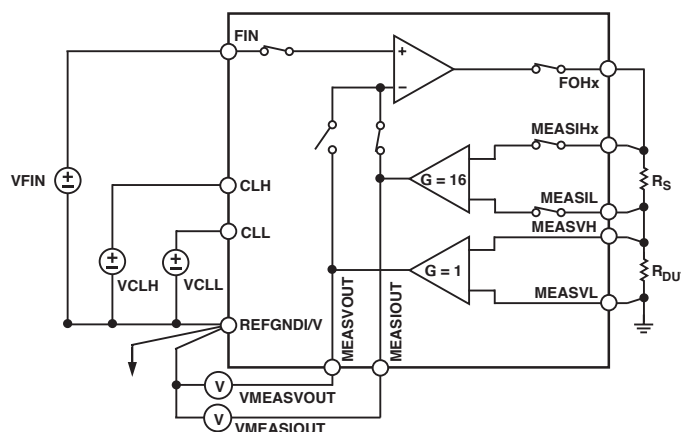 FIN
+
−
FOHx
MEASIHx
VFIN
G = 16
RS
CLH
MEASIL
MEASVH
CLL
VCLH
VCLL
G = 1
RDU
MEASVL
REFGNDI/V
MEASVOUT
MEASIOUT
V
VMEASVOUT
V
VMEASIOUT